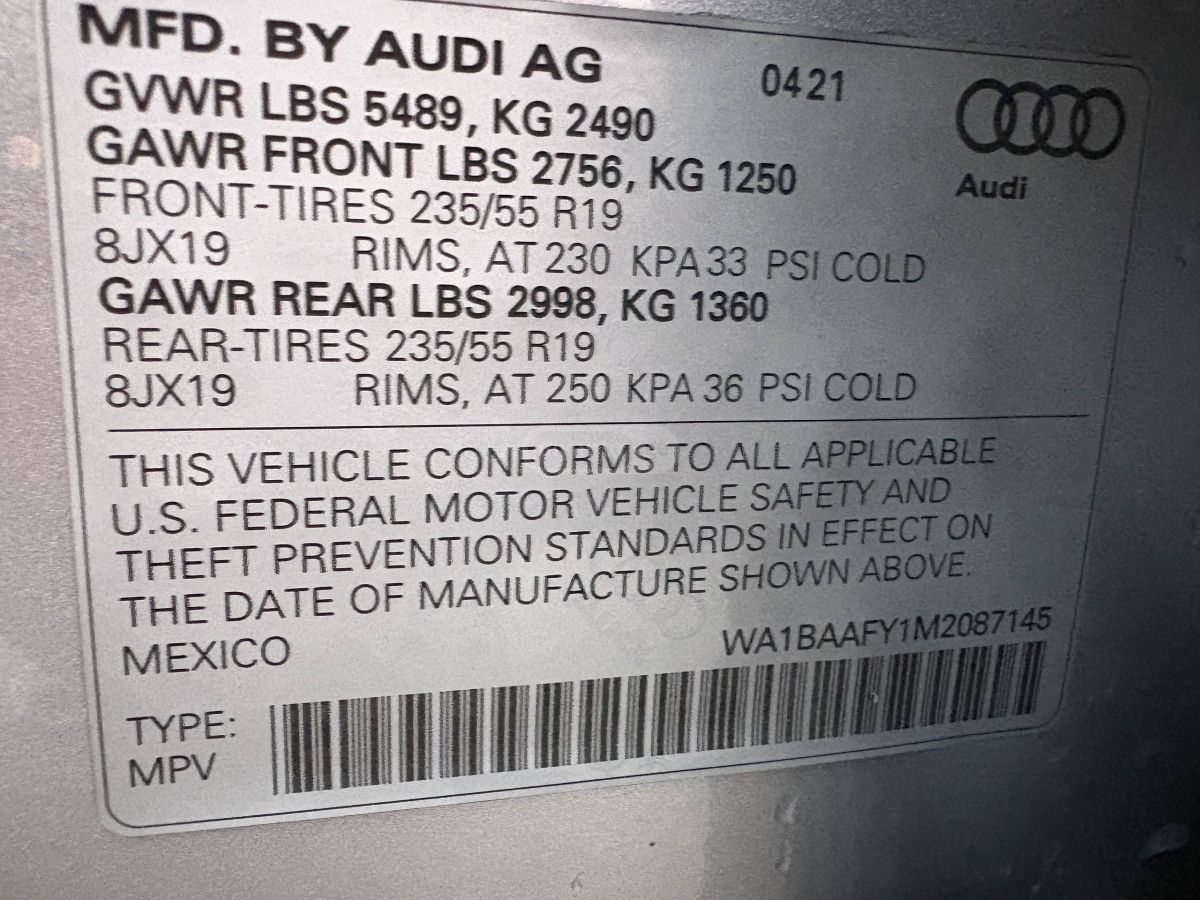 MFD. BY AUDI AG 0421
GVWR LBS 5489, KG 2490
GAWR FRONT LBS 2756, KG 1250
Audi
FRONT-TIRES 235/55 R19
8JX19 RIMS, AT 230 KPA 33 PSI COLD
GAWR REAR LBS 2998, KG 1360
REAR-TIRES 235/55 R19
8JX19 RIMS, AT 250 KPA 36 PSI COLD
THIS VEHICLE CONFORMS TO ALL APPLICABLE
U.S. FEDERAL MOTOR VEHICLE SAFETY AND
THEFT PREVENTION STANDARDS IN EFFECT ON
THE DATE OF MANUFACTURE SHOWN ABOVE.
MEXICO WA1BAAFY1M2087145
TYPE:
MPV